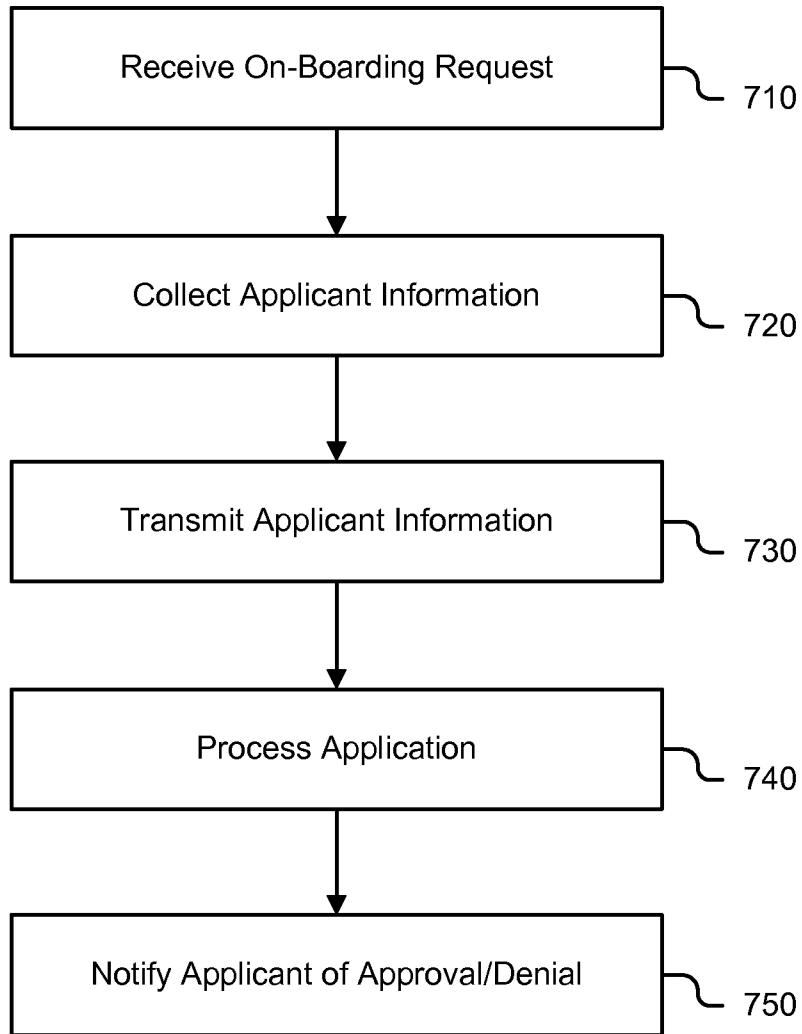 Receive On-Boarding Request
710
Collect Applicant Information
720
Transmit Applicant Information
730
Process Application
740
Notify Applicant of Approval/Denial
750